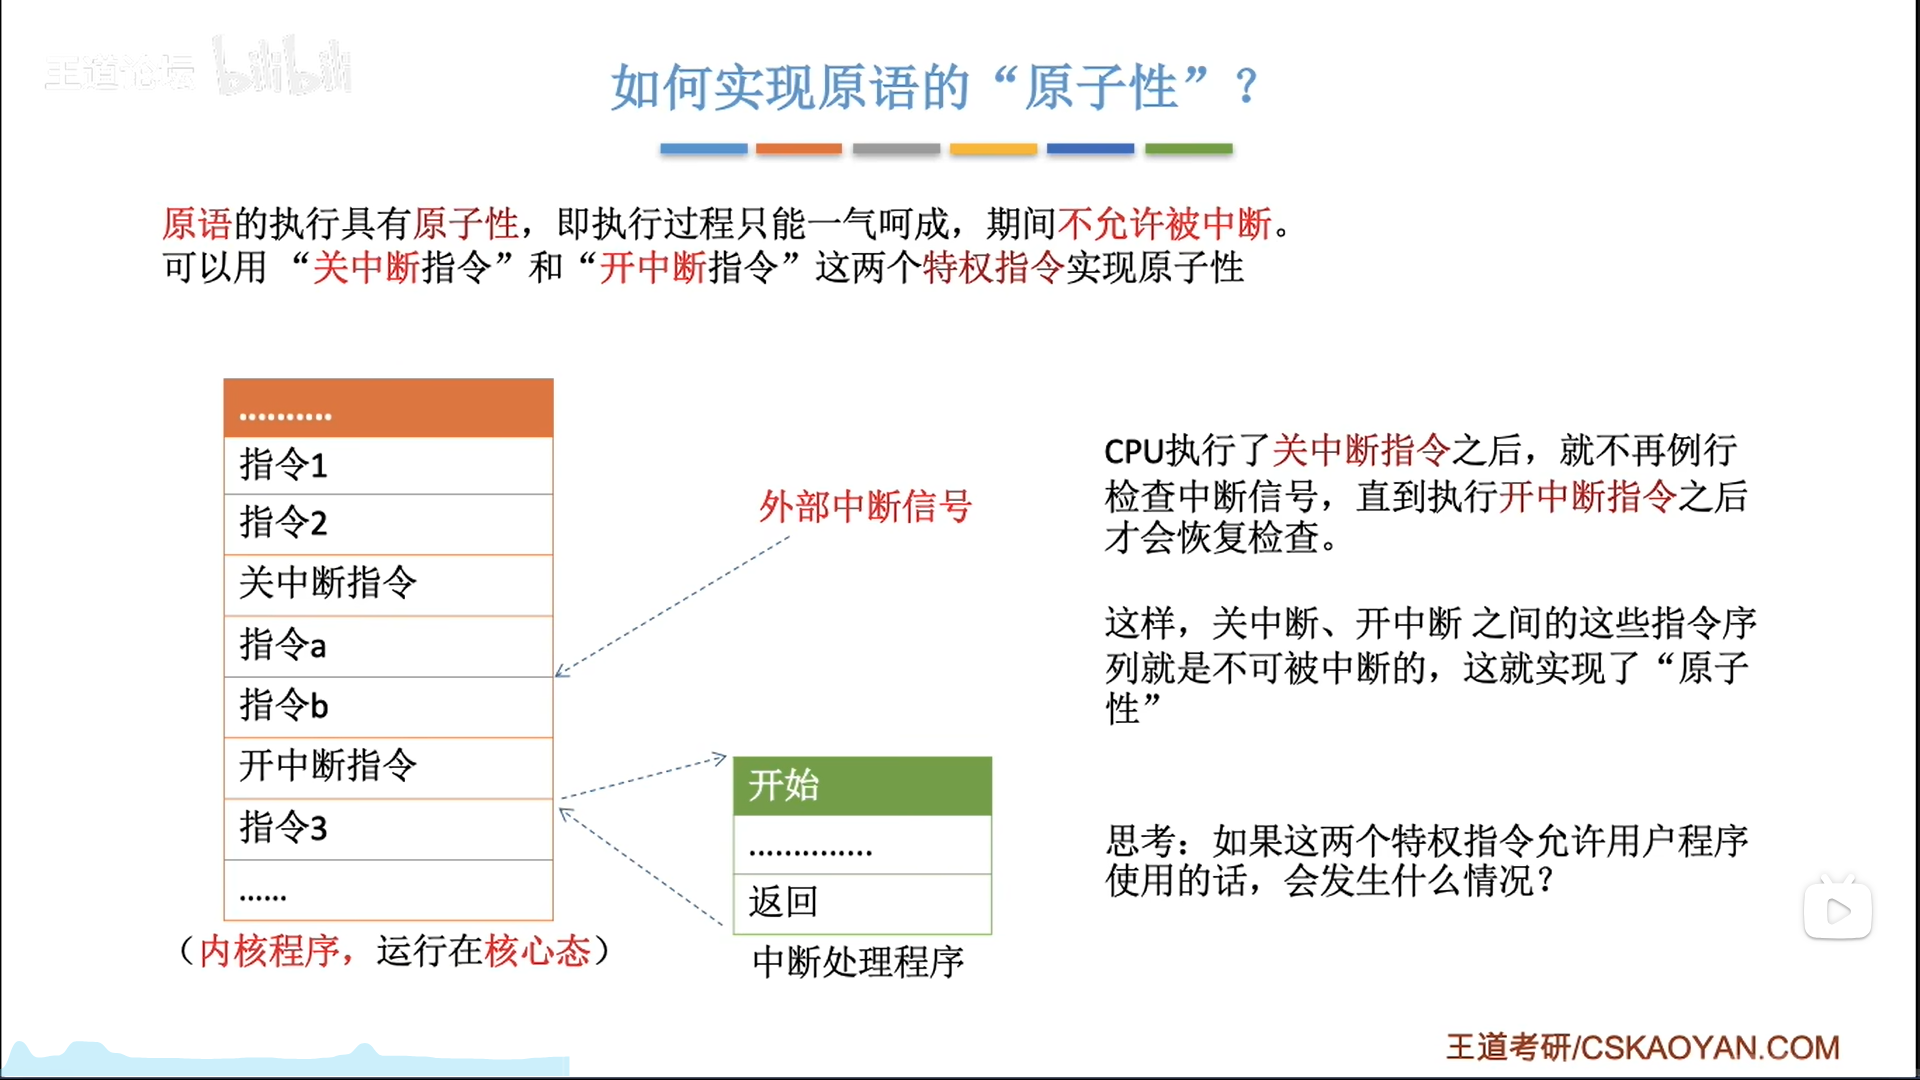 王道论坛 bilibili
如何实现原语的“原子性”？
原语的执行具有原子性，即执行过程只能一气呵成，期间不允许被中断。
可以用 “关中断指令”和“开中断指令”这两个特权指令实现原子性
..........
指令1
指令2
关中断指令
指令a
指令b
开中断指令
指令3
......
（内核程序，运行在核心态）
外部中断信号
开始
..............
返回
中断处理程序
CPU执行了关中断指令之后，就不再例行
检查中断信号，直到执行开中断指令之后
才会恢复检查。
这样，关中断、开中断 之间的这些指令序
列就是不可被中断的，这就实现了“原子
性”
思考：如果这两个特权指令允许用户程序
使用的话，会发生什么情况？
王道考研/CSKAOYAN.COM